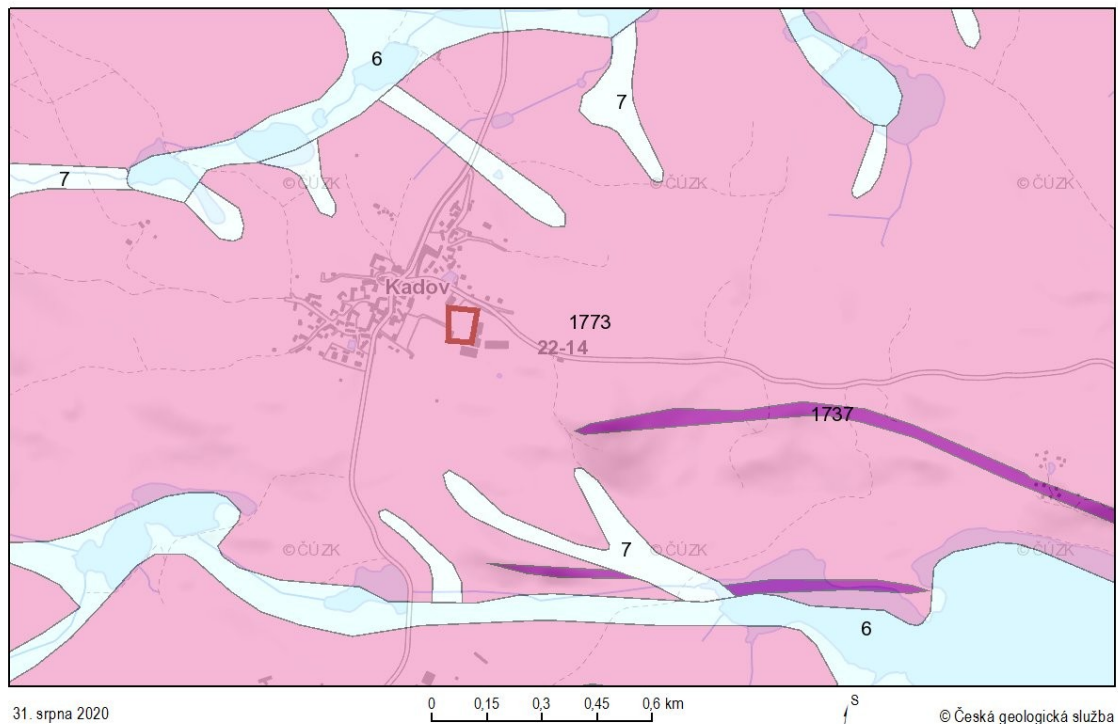 6
7
7
©ČÚZK
©ČÚZK
©ČÚZK
Kadov
1773
22-14
1737
©ČÚZK
7
©ČÚZK
©ČÚZK
6
31. srpna 2020
0 0,15 0,3 0,45 0,6 km
S
© Česká geologická služba